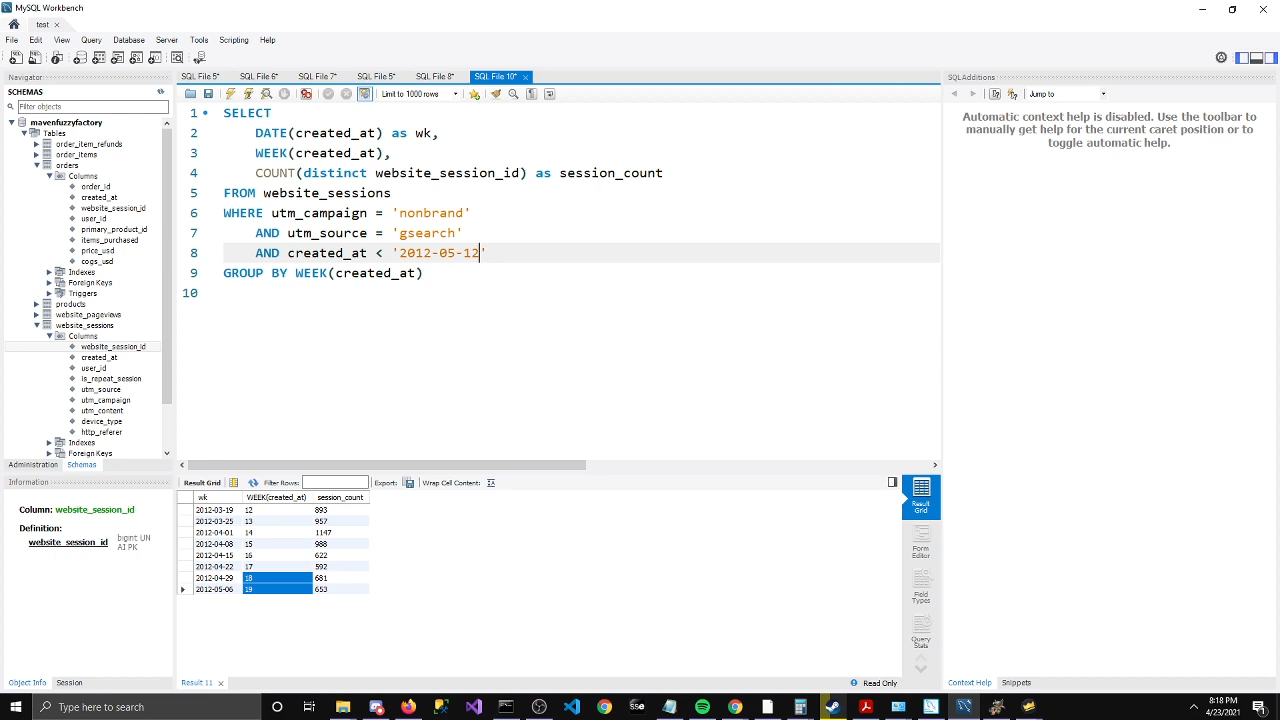 MySQL Workbench
test
File Edit View Query Database Server Tools Scripting Help
Navigator
SCHEMAS
Filter objects
mavenfuzzyfactory
Tables
order_item_refunds
order_items
orders
Columns
order_id
created_at
website_session_id
user_id
primary_product_id
items_purchased
price_usd
cogs_usd
Indexes
Foreign Keys
Triggers
products
website_pageviews
website_sessions
Columns
website_session_id
created_at
user_id
is_repeat_session
utm_source
utm_campaign
utm_content
device_type
http_referer
Indexes
Foreign Keys
Administration Schemas
Information
Column: website_session_id
Definition:
website_session_id bigint UN
AI PK
Object Info Session
SQL File 5* SQL File 6* SQL File 7* SQL File 5* SQL File 8* SQL File 10*
Limit to 1000 rows
1 SELECT
2 DATE(created_at) as wk,
3 WEEK(created_at),
4 COUNT(distinct website_session_id) as session_count
5 FROM website_sessions
6 WHERE utm_campaign = 'nonbrand'
7 AND utm_source = 'gsearch'
8 AND created_at < '2012-05-12'
9 GROUP BY WEEK(created_at)
10
Result Grid Filter Rows: Export: Wrap Cell Content:
wk WEEK(created_at) session_count
2012-03-19 12 893
2012-03-25 13 957
2012-04-01 14 1147
2012-04-08 15 988
2012-04-15 16 622
2012-04-22 17 592
2012-04-29 18 681
2012-05-06 19 653
Result
Grid
Form
Editor
Field
Types
Query
Stats
Result 11
Read Only
SQLAdditions
Jump to
Automatic context help is disabled. Use the toolbar to
manually get help for the current caret position or to
toggle automatic help.
Context Help Snippets
Type here to search
8:18 PM
4/23/2021